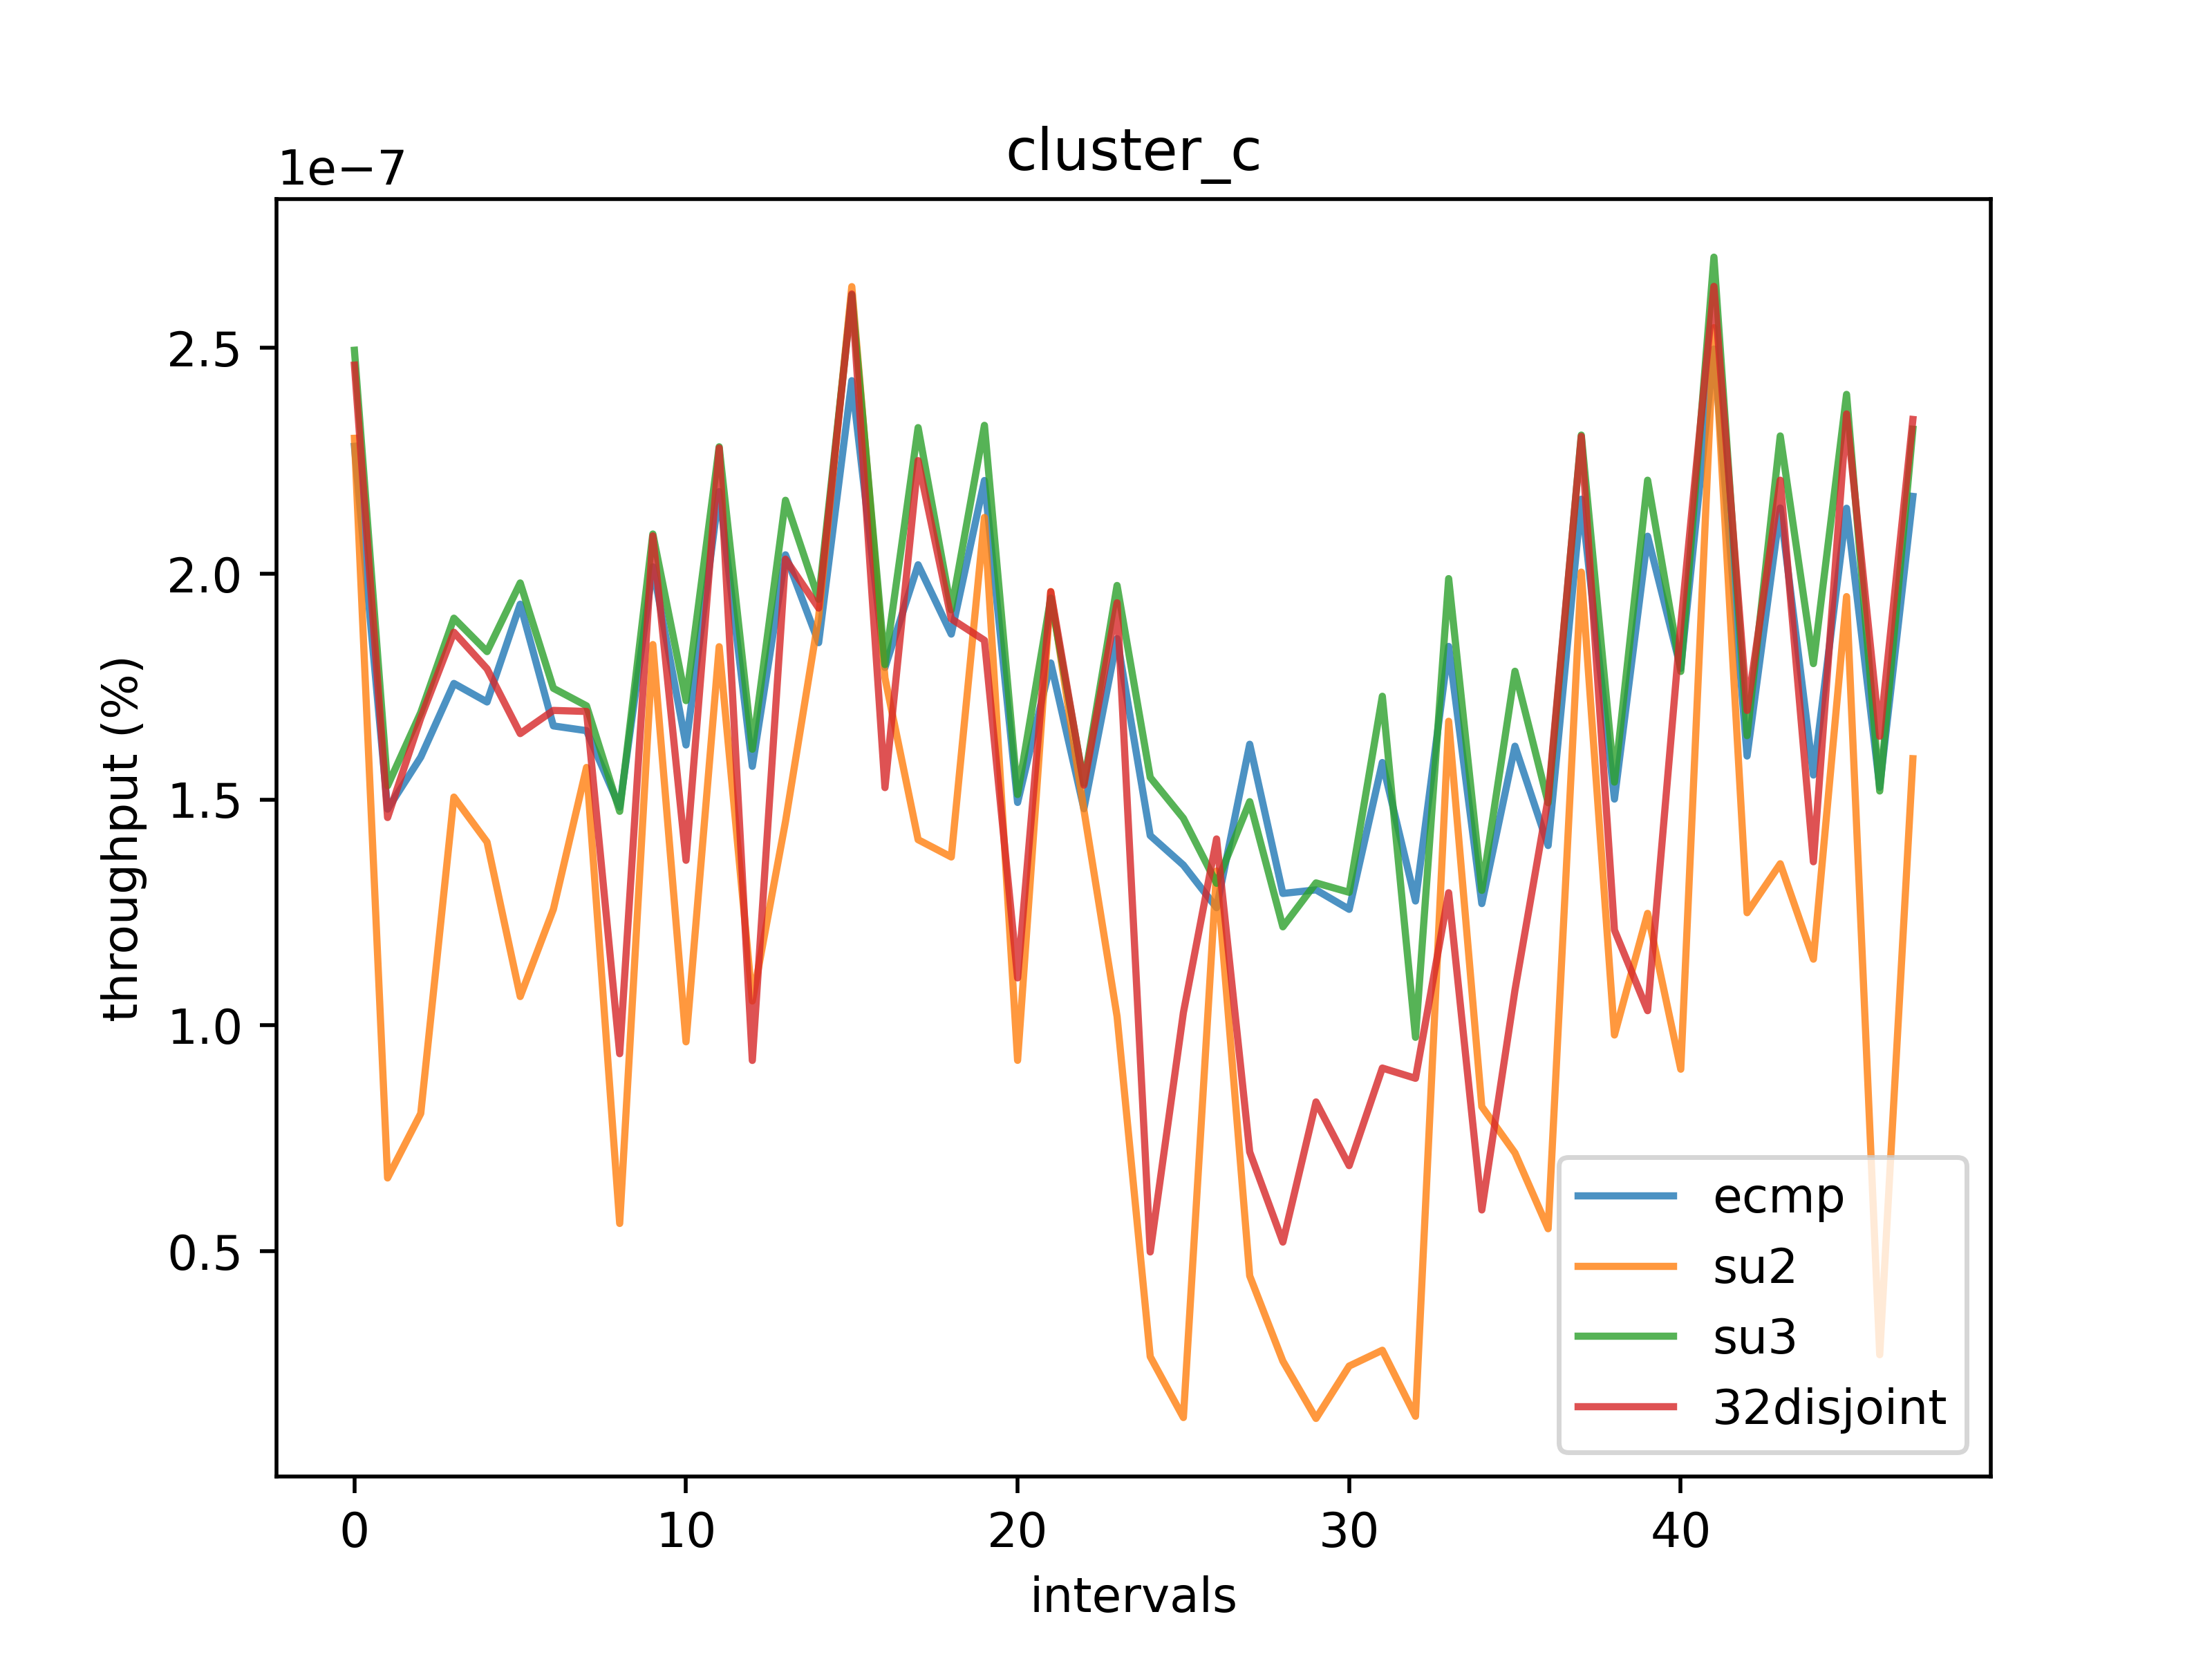 cluster_c
1e−7
throughput (%)
2.5
2.0
1.5
1.0
0.5
0 10 20 30 40
intervals
ecmp
su2
su3
32disjoint